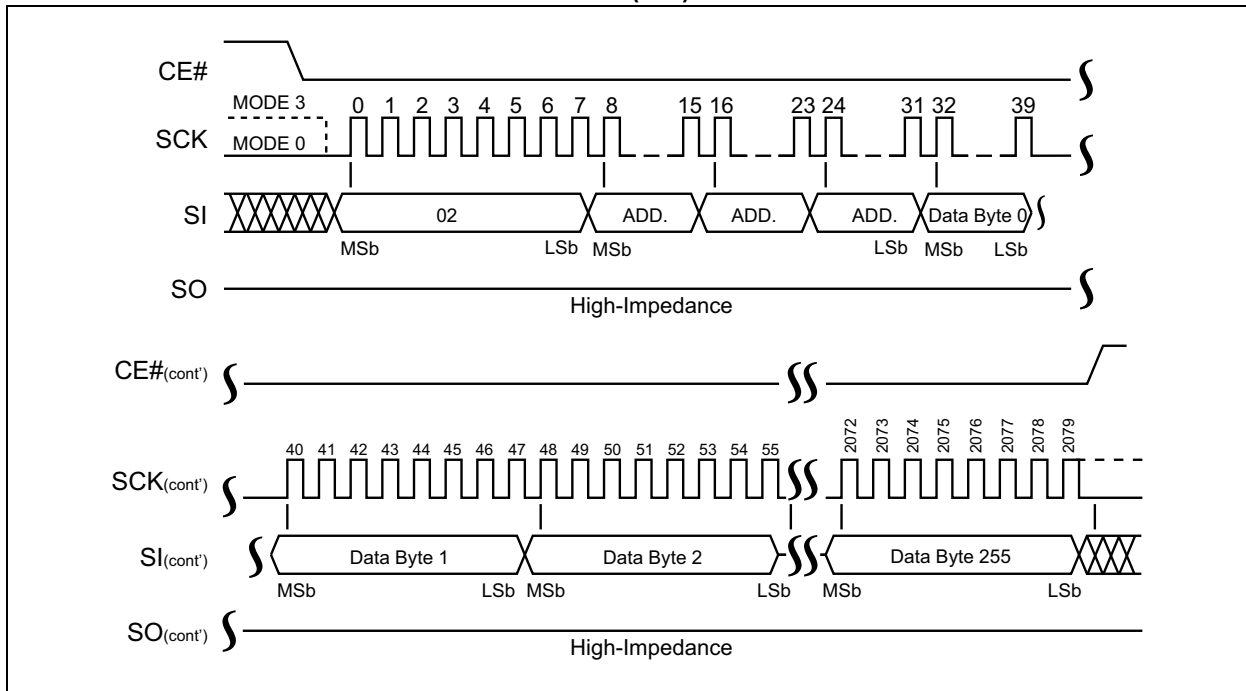 CE#
MODE 3
0 1 2 3 4 5 6 7 8 15 16 23 24 31 32 39
SCK
MODE 0
SI
02
ADD.
ADD.
ADD.
Data Byte 0
MSb LSb MSb LSb MSb LSb
SO
High-Impedance
CE#(cont')
40 41 42 43 44 45 46 47 48 49 50 51 52 53 54 55 2072 2073 2074 2075 2076 2077 2078 2079
SCK(cont')
SI(cont')
Data Byte 1
Data Byte 2
Data Byte 255
MSb LSb MSb LSb MSb LSb
SO(cont')
High-Impedance